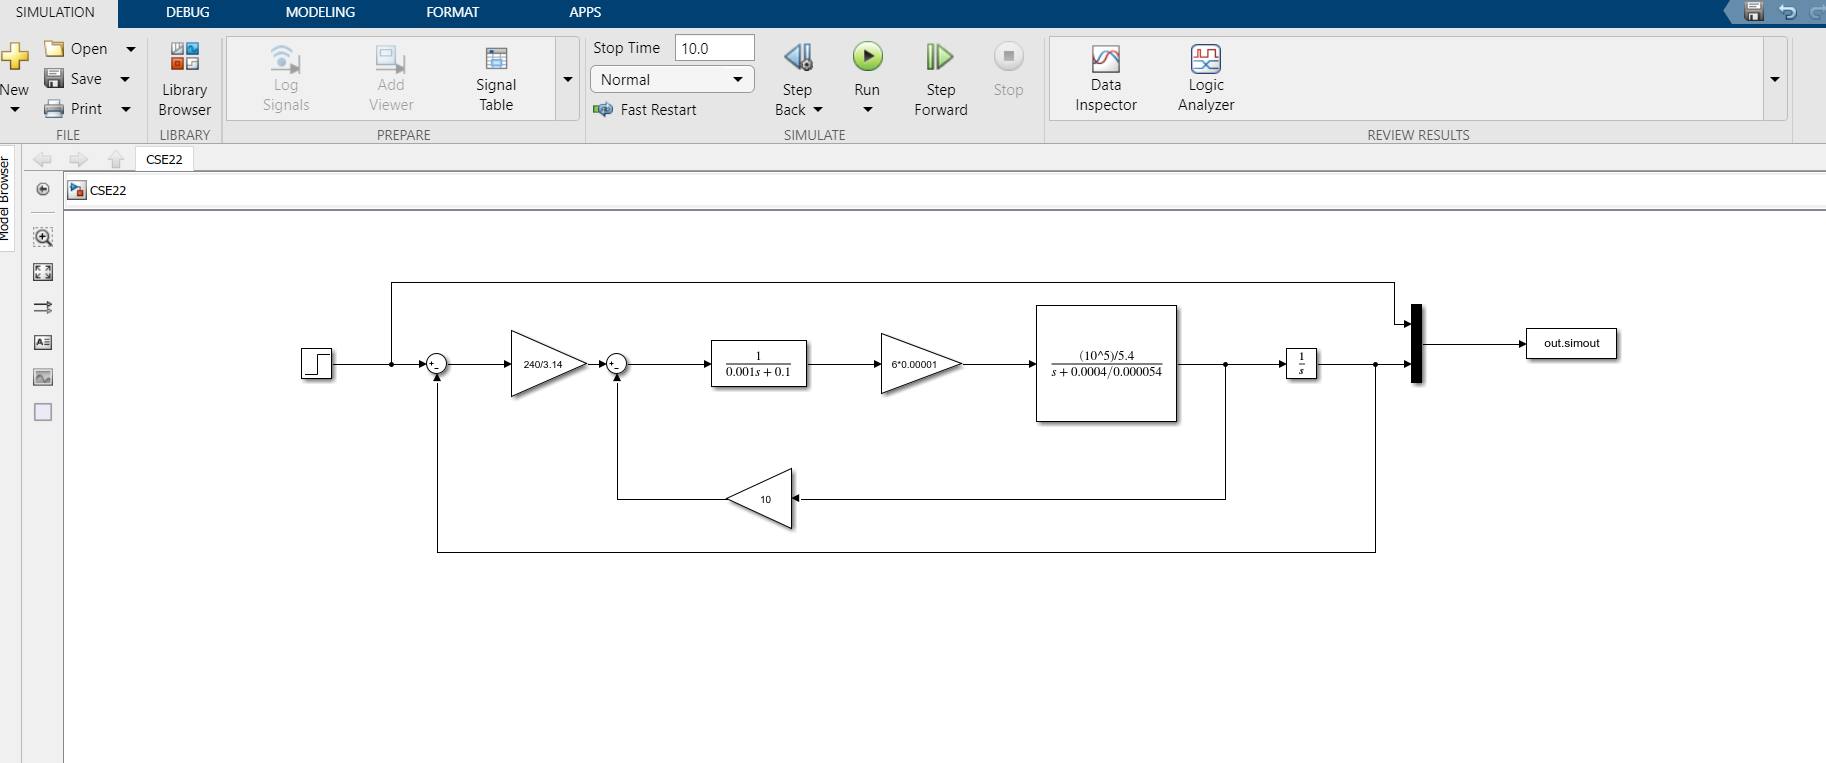 SIMULATION DEBUG MODELING FORMAT APPS
New
Open
Save
Print
FILE
Library
Browser
LIBRARY
Log
Signals
Add
Viewer
Signal
Table
PREPARE
Stop Time 10.0
Normal
Fast Restart
Step
Back
Run
Step
Forward
Stop
SIMULATE
Data
Inspector
Logic
Analyzer
REVIEW RESULTS
Model Browser
CSE22
CSE22
240/3.14
1
0.001s + 0.1
6*0.00001
(10^5)/5.4
s + 0.0004/0.000054
1
s
out.simout
10